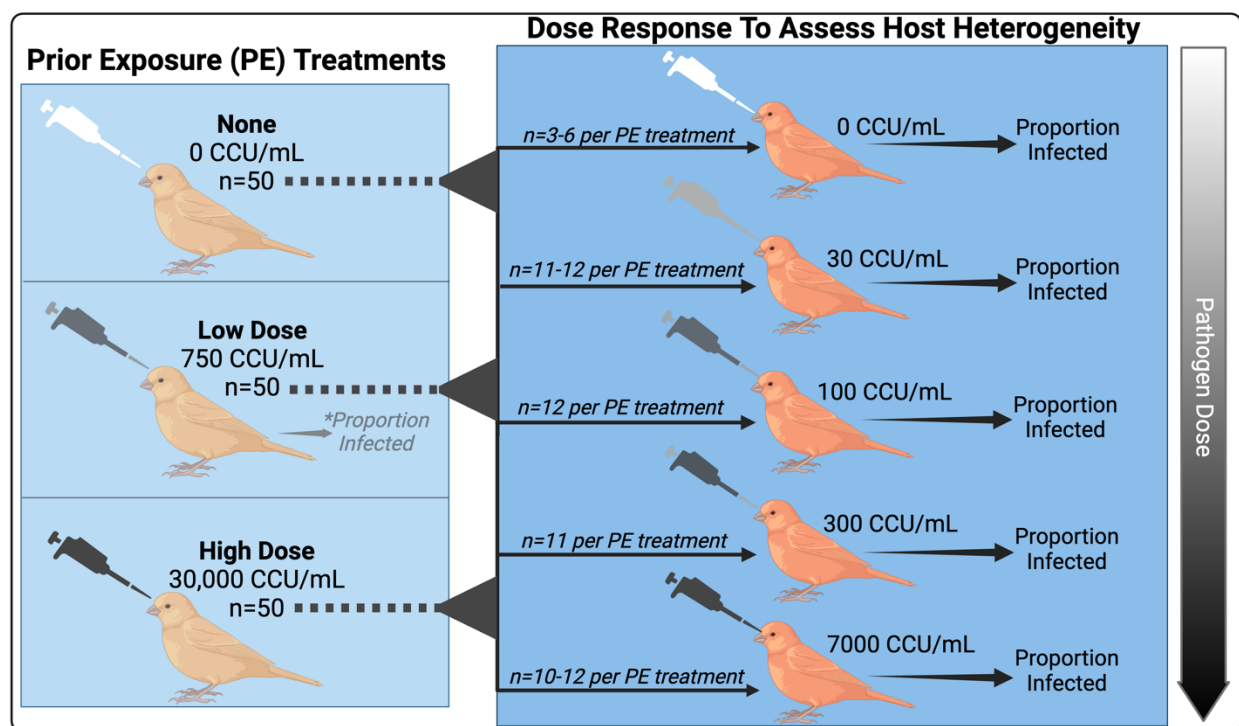 Prior Exposure (PE) Treatments
None
0 CCU/mL
n=50
Low Dose
750 CCU/mL
n=50
*Proportion
Infected
High Dose
30,000 CCU/mL
n=50
Dose Response To Assess Host Heterogeneity
n=3-6 per PE treatment
0 CCU/mL
Proportion
Infected
n=11-12 per PE treatment
30 CCU/mL
Proportion
Infected
n=12 per PE treatment
100 CCU/mL
Proportion
Infected
n=11 per PE treatment
300 CCU/mL
Proportion
Infected
n=10-12 per PE treatment
7000 CCU/mL
Proportion
Infected
Pathogen Dose